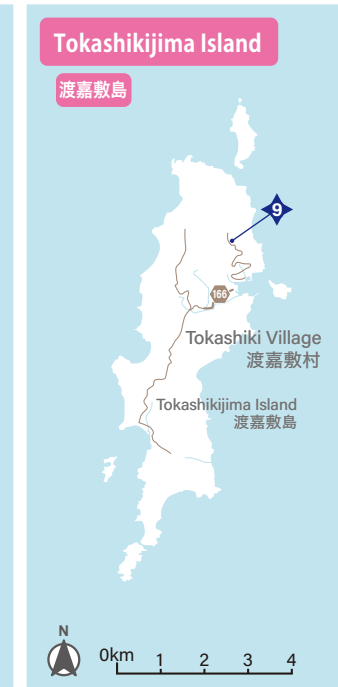 Tokashikijima Island
渡嘉敷島
9
166
Tokashiki Village
渡嘉敷村
Tokashikijima Island
渡嘉敷島
N
0km 1 2 3 4